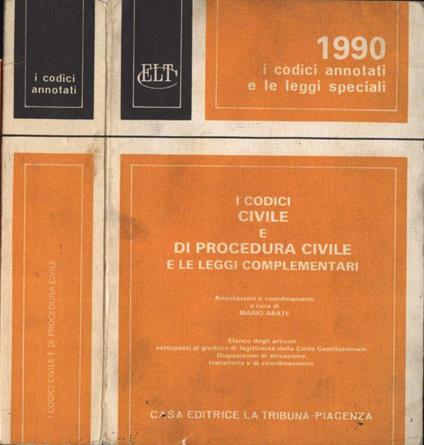 i codici
annotati
I CODICI CIVILE E DI PROCEDURA CIVILE
ELT
1990
i codici annotati
e le leggi speciali
I CODICI
CIVILE
E
DI PROCEDURA CIVILE
E LE LEGGI COMPLEMENTARI
Annotazioni e coordinamenti
a cura di
MARIO ABATE
Elenco degli articoli
sottoposti al giudizio di legittimità della Corte Costituzionale
Disposizioni di attuazione,
transitorie e di coordinamento
CASA EDITRICE LA TRIBUNA-PIACENZA